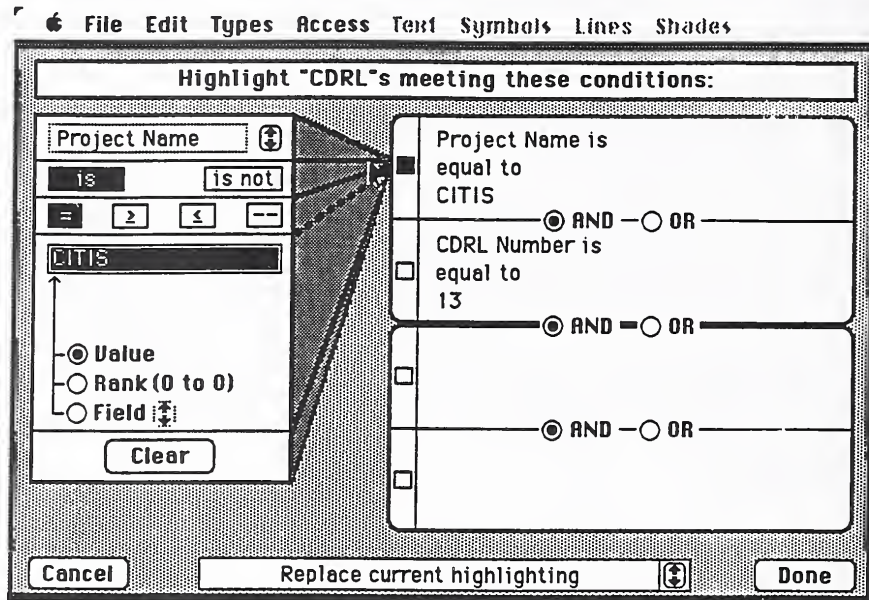 File Edit Types Access Text Symbols Lines Shades
Highlight "CDRL"s meeting these conditions:
Project Name
is is not
= ≥ ≤ --
CITIS
Value
Rank (0 to 0)
Field
Clear
Project Name is
equal to
CITIS
AND OR
CDRL Number is
equal to
13
AND OR
AND OR
Cancel Replace current highlighting Done